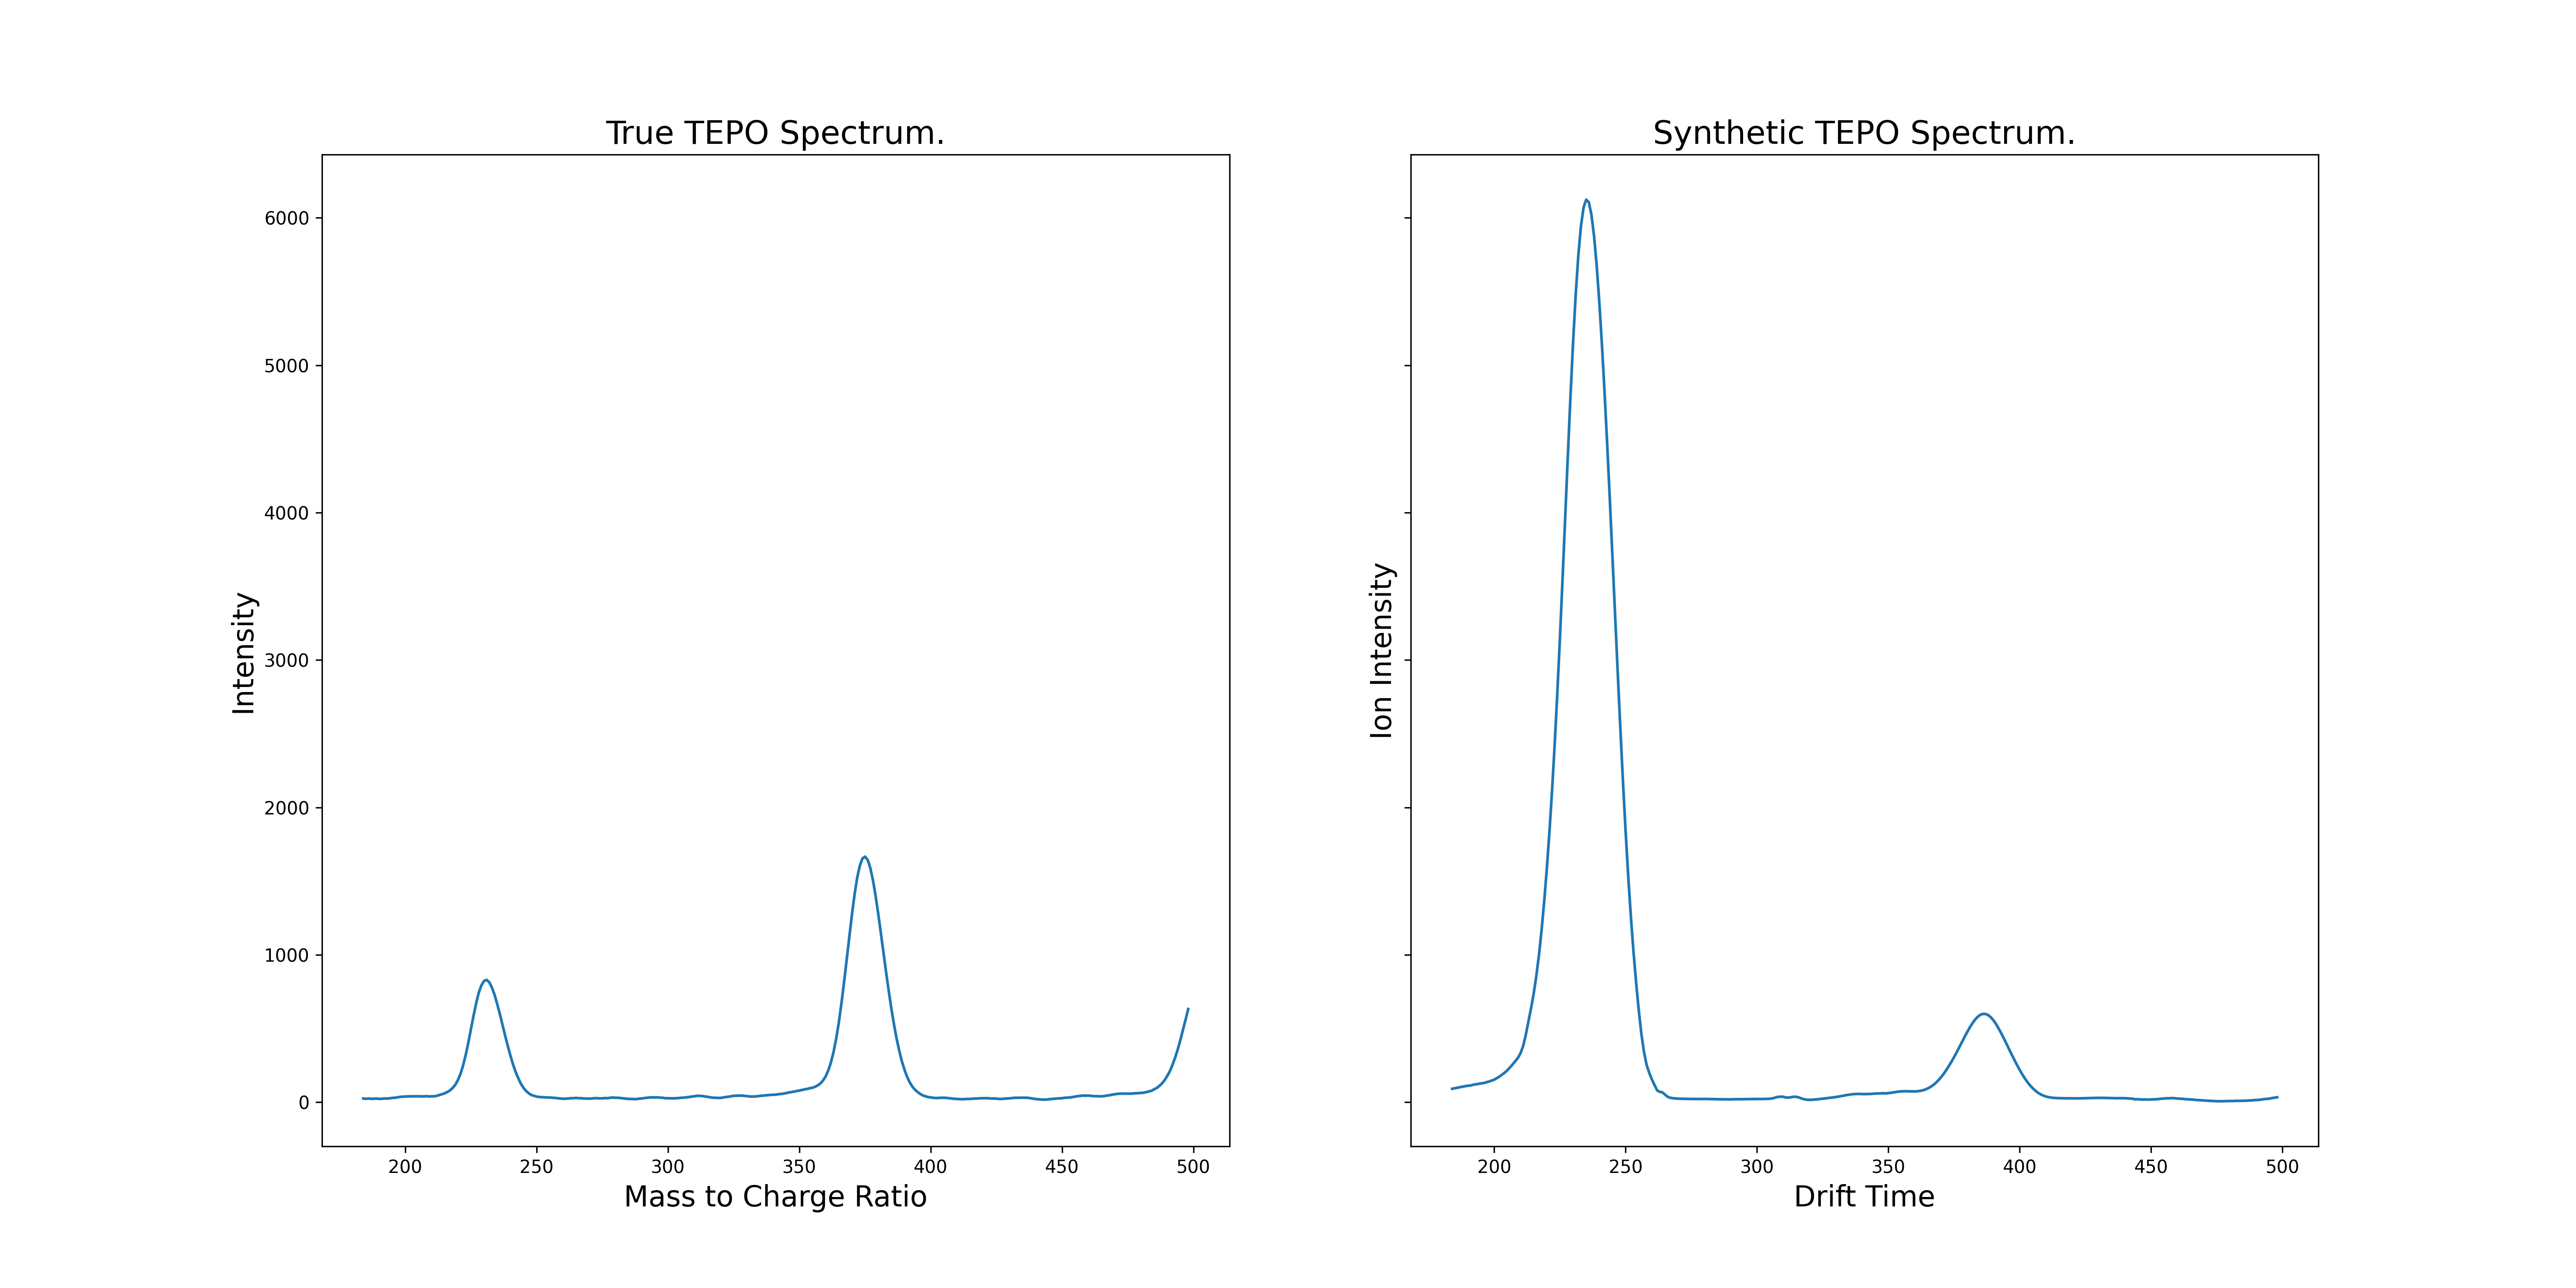 True TEPO Spectrum.
6000
5000
4000
3000
2000
1000
0
Intensity
200 250 300 350 400 450 500
Mass to Charge Ratio
Synthetic TEPO Spectrum.
Ion Intensity
200 250 300 350 400 450 500
Drift Time